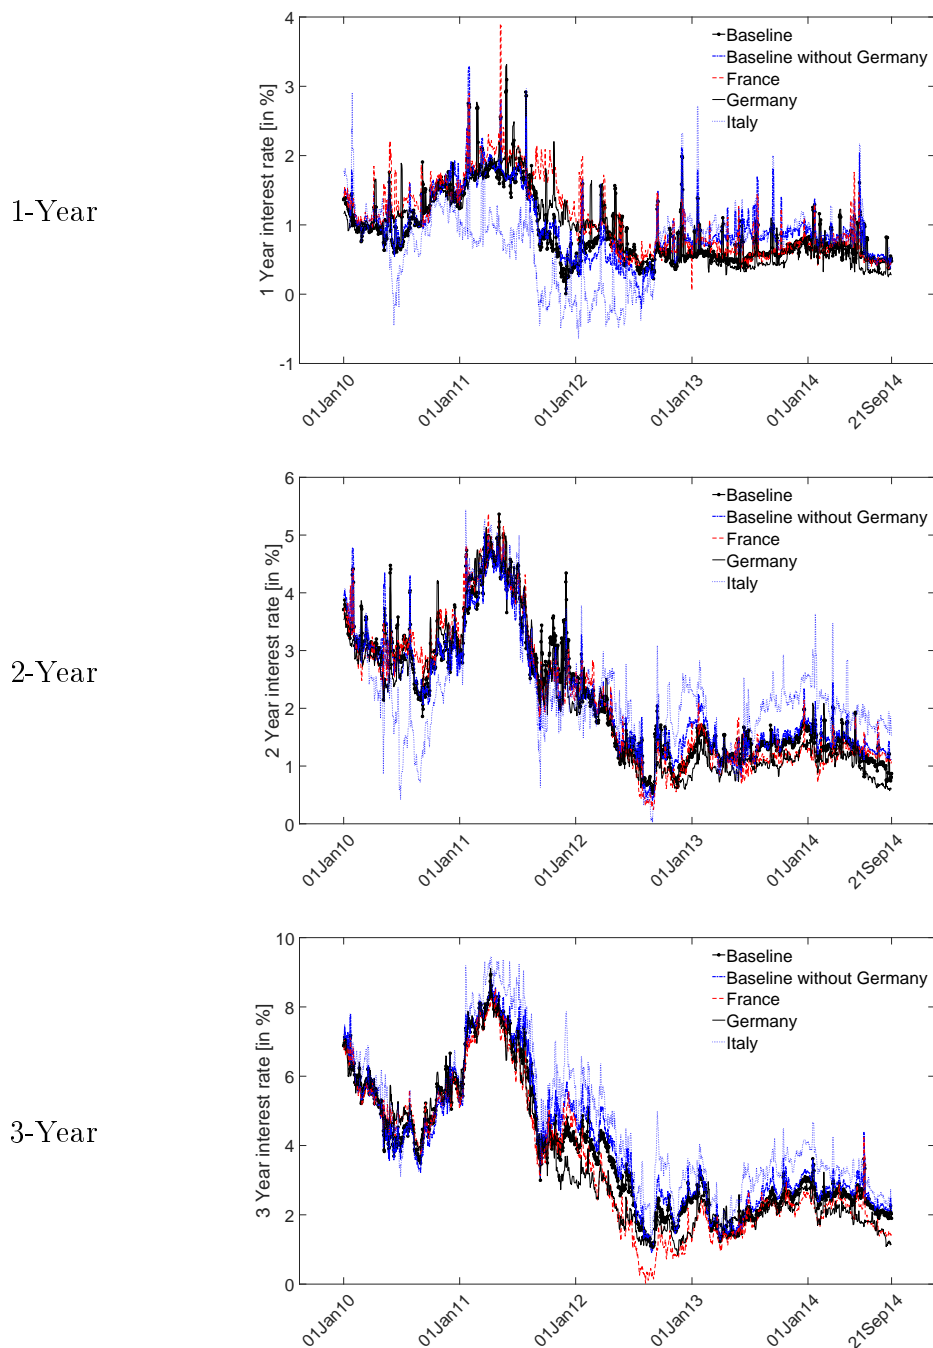 1-Year
1 Year interest rate [in %]
4
3
2
1
0
-1
Baseline
Baseline without Germany
France
Germany
Italy
01Jan10
01Jan11
01Jan12
01Jan13
01Jan14
21Sep14
2-Year
2 Year interest rate [in %]
6
5
4
3
2
1
0
Baseline
Baseline without Germany
France
Germany
Italy
01Jan10
01Jan11
01Jan12
01Jan13
01Jan14
21Sep14
3-Year
3 Year interest rate [in %]
10
8
6
4
2
0
Baseline
Baseline without Germany
France
Germany
Italy
01Jan10
01Jan11
01Jan12
01Jan13
01Jan14
21Sep14